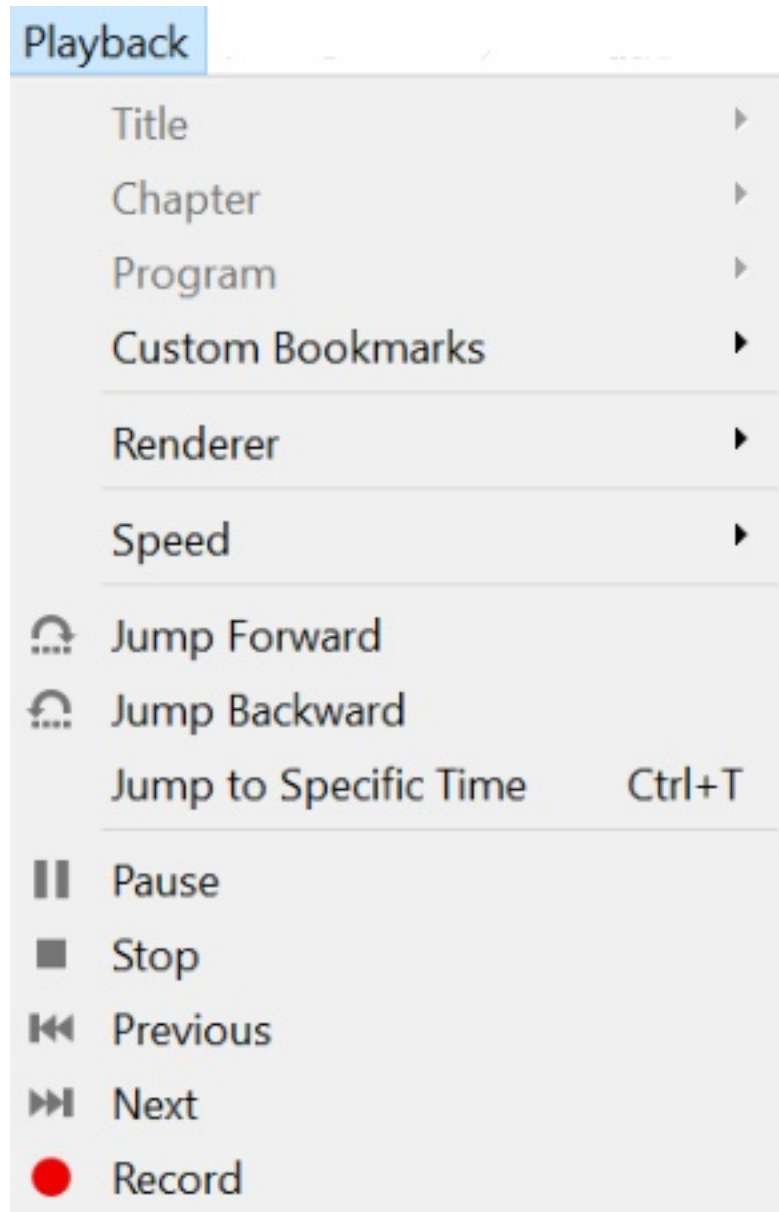 Playback
Title
Chapter
Program
Custom Bookmarks
Renderer
Speed
Jump Forward
Jump Backward
Jump to Specific Time Ctrl+T
Pause
Stop
Previous
Next
Record